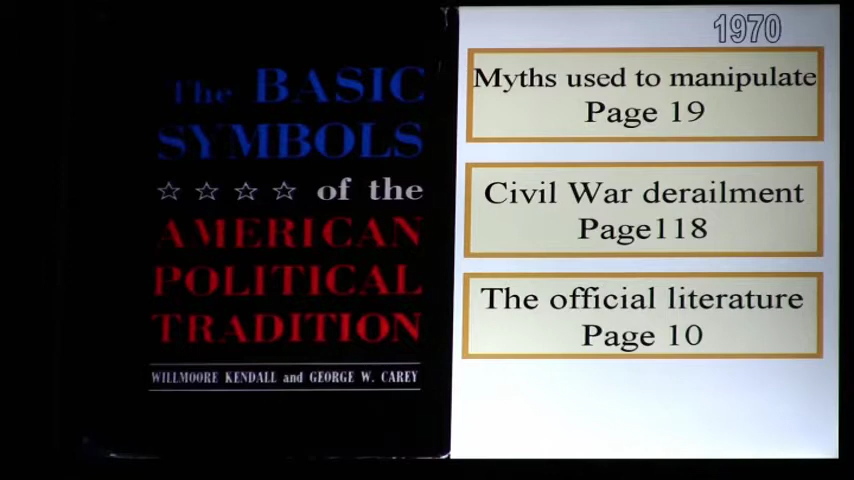 The BASIC
SYMBOLS
of the
AMERICAN
POLITICAL
TRADITION
WILLMOORE KENDALL and GEORGE W. CAREY
1970
Myths used to manipulate
Page 19
Civil War derailment
Page118
The official literature
Page 10